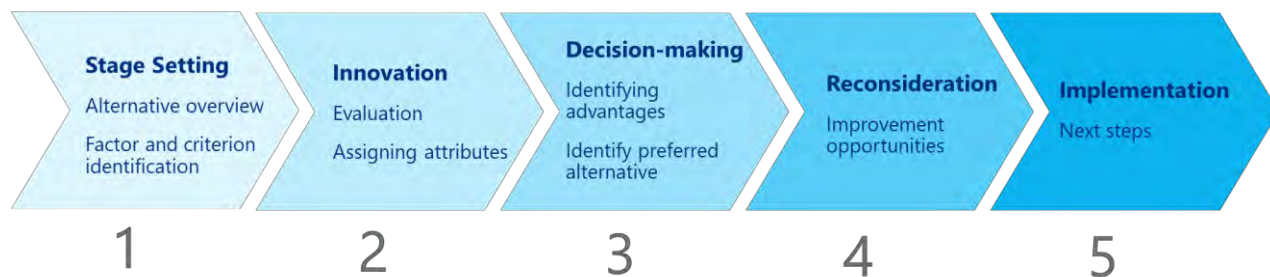 Stage Setting
Alternative overview
Factor and criterion
identification
Innovation
Evaluation
Assigning attributes
Decision-making
Identifying
advantages
Identify preferred
alternative
Reconsideration
Improvement
opportunities
Implementation
Next steps
1
2
3
4
5